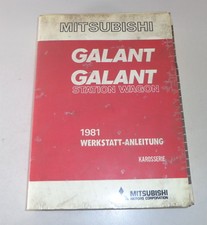 MITSUBISHI
GALANT
GALANT
STATION WAGON
1981
WERKSTATT-ANLEITUNG
KAROSSERIE
MITSUBISHI
MOTORS CORPORATION